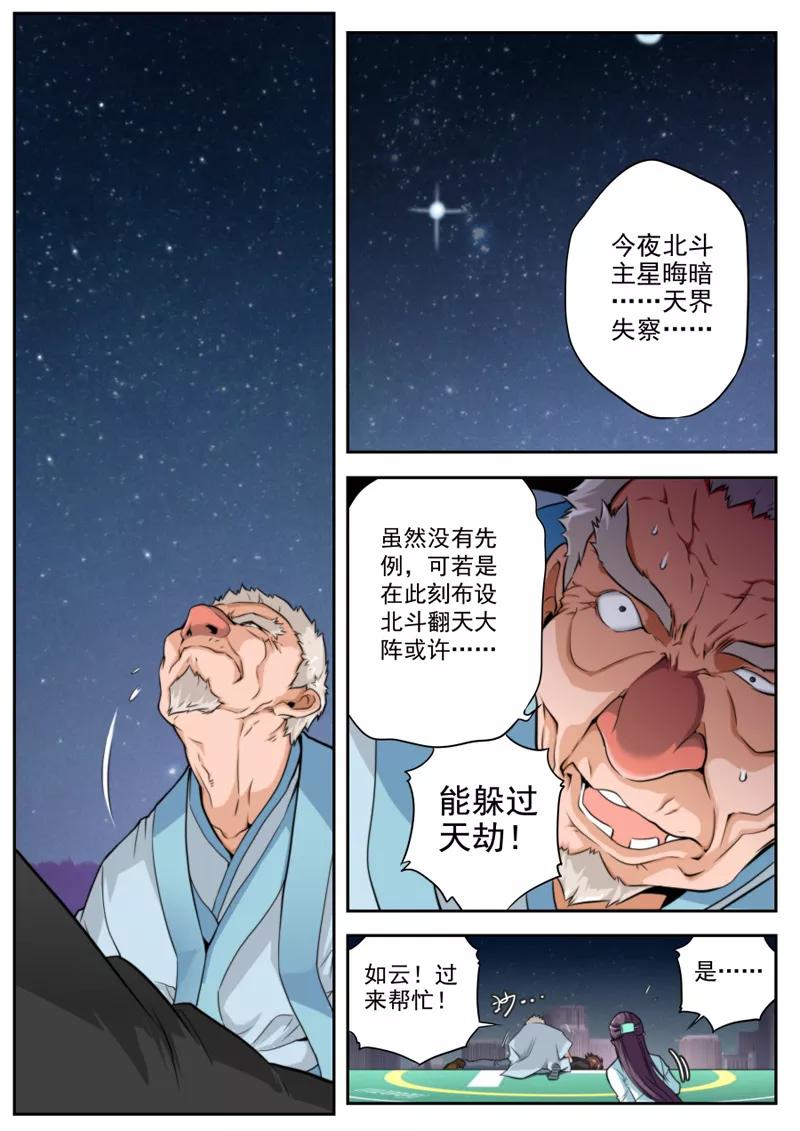 今夜北斗
主星晦暗
……天界
失察……
虽然没有先
例，可若是
在此刻布设
北斗翻天大
阵或许……
能躲过
天劫！
如云！过
来帮忙！
是……